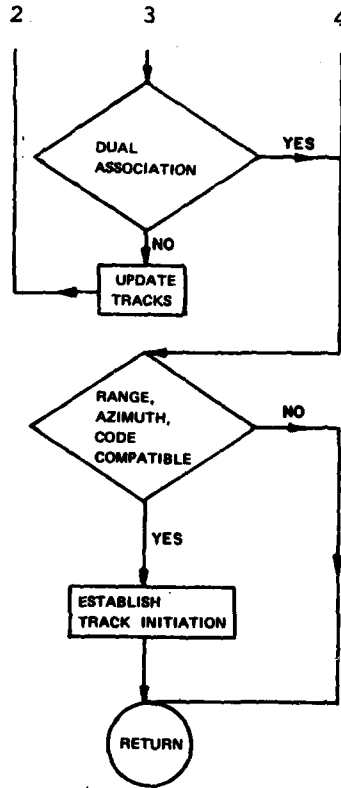 2 3 4
DUAL
ASSOCIATION
YES
NO
UPDATE
TRACKS
RANGE,
AZIMUTH,
CODE
COMPATIBLE
NO
YES
ESTABLISH
TRACK INITIATION
RETURN